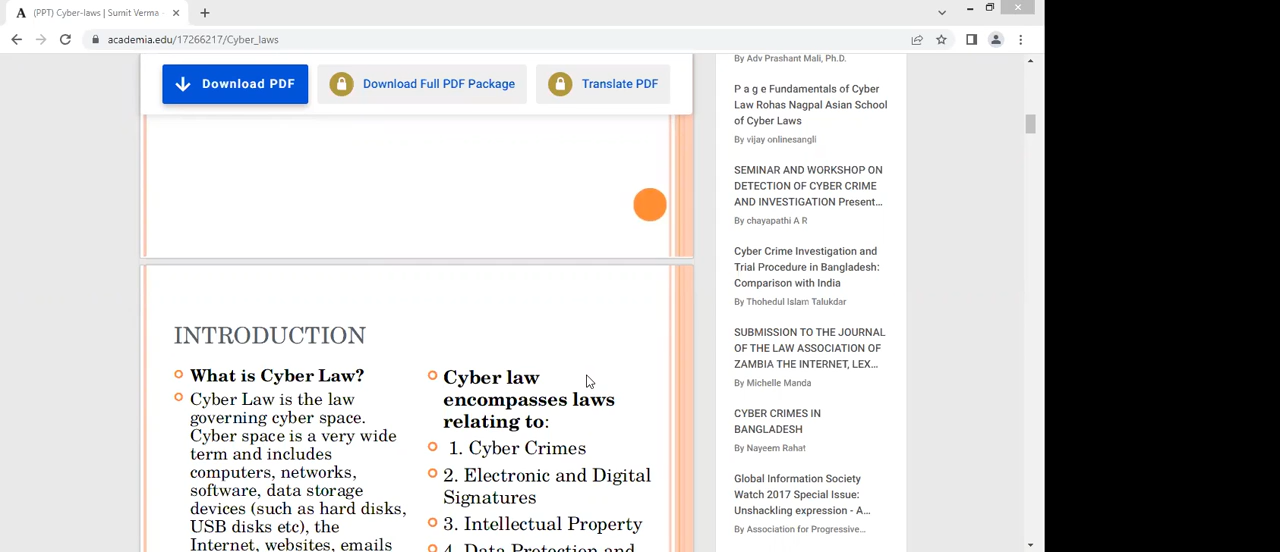 A (PPT) Cyber-laws | Sumit Verma -
academia.edu/17266217/Cyber_laws
Download PDF
Download Full PDF Package
Translate PDF
INTRODUCTION
What is Cyber Law?
Cyber Law is the law
governing cyber space.
Cyber space is a very wide
term and includes
computers, networks,
software, data storage
devices (such as hard disks,
USB disks etc), the
Internet, websites, emails
Cyber law
encompasses laws
relating to:
1. Cyber Crimes
2. Electronic and Digital
Signatures
3. Intellectual Property
4. Data Protection and
By Adv Prashant Mali, Ph.D.
P a g e Fundamentals of Cyber
Law Rohas Nagpal Asian School
of Cyber Laws
By vijay onlinesangli
SEMINAR AND WORKSHOP ON
DETECTION OF CYBER CRIME
AND INVESTIGATION Present...
By chayapathi A R
Cyber Crime Investigation and
Trial Procedure in Bangladesh:
Comparison with India
By Thohedul Islam Talukdar
SUBMISSION TO THE JOURNAL
OF THE LAW ASSOCIATION OF
ZAMBIA THE INTERNET, LEX...
By Michelle Manda
CYBER CRIMES IN
BANGLADESH
By Nayeem Rahat
Global Information Society
Watch 2017 Special Issue:
Unshackling expression - A...
By Association for Progressive...